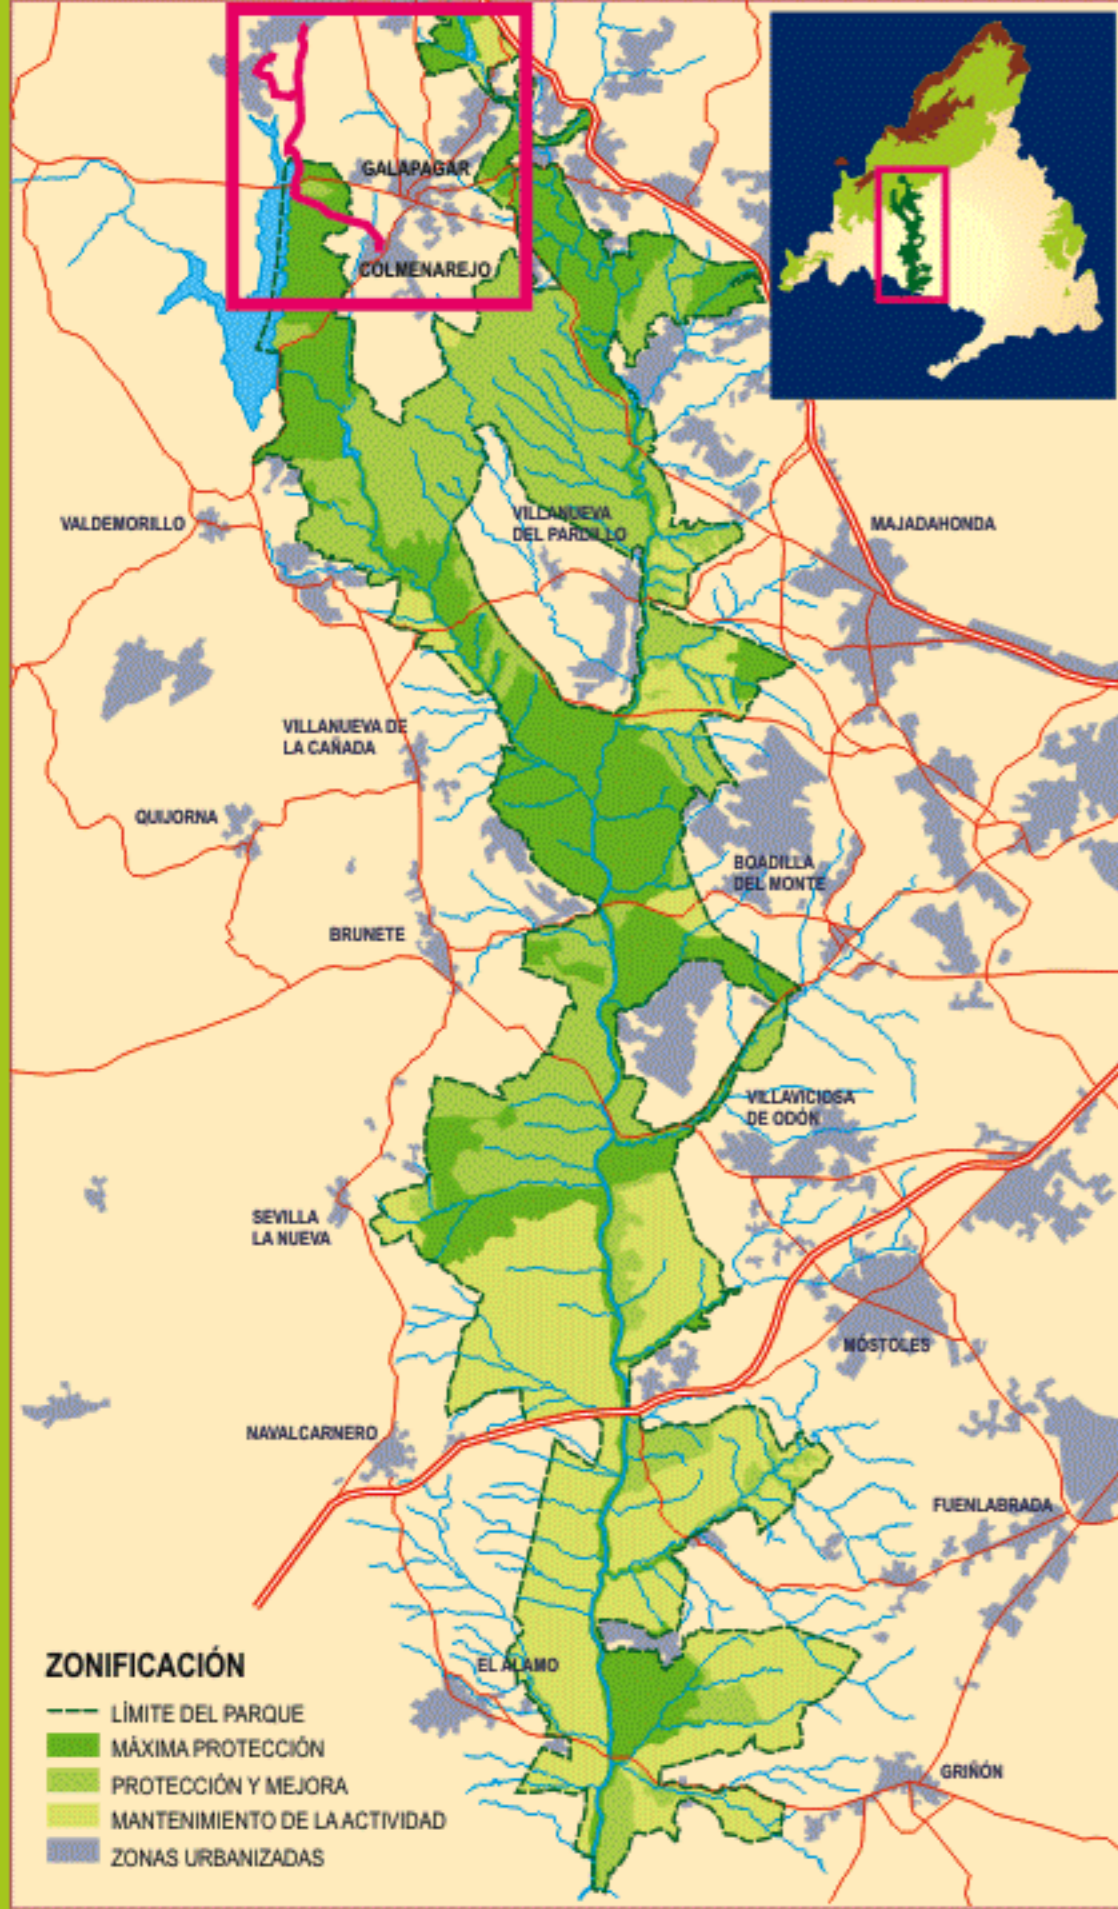 GALAPAGAR
COLMENAREJO
VALDEMORILLO
VILLANUEVA
DEL PARDILLO
MAJADAHONDA
VILLANUEVA DE
LA CAÑADA
QUIJORNA
BOADILLA
DEL MONTE
BRUNETE
VILLAVICIOSA
DE ODÓN
SEVILLA
LA NUEVA
MÓSTOLES
NAVALCARNERO
FUENLABRADA
EL ALAMO
GRIÑÓN
ZONIFICACIÓN
LÍMITE DEL PARQUE
MÁXIMA PROTECCIÓN
PROTECCIÓN Y MEJORA
MANTENIMIENTO DE LA ACTIVIDAD
ZONAS URBANIZADAS